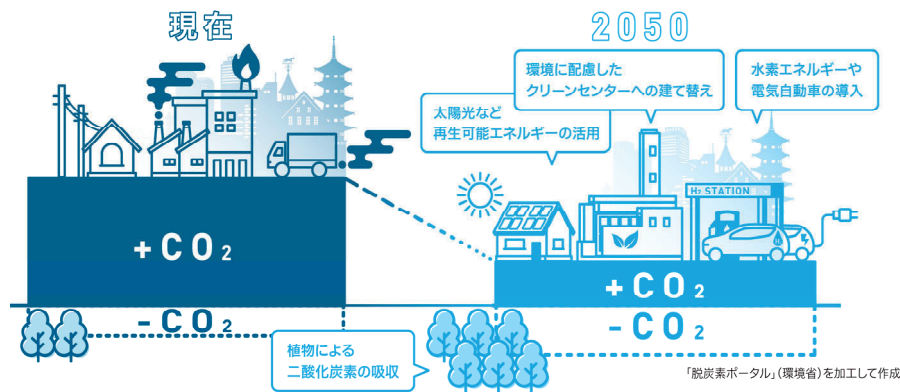 現在
2050
環境に配慮した
クリーンセンターへの建て替え
水素エネルギーや
電気自動車の導入
太陽光など
再生可能エネルギーの活用
H₂ STATION
+CO₂
+CO₂
-CO₂
-CO₂
植物による
二酸化炭素の吸収
「脱炭素ポータル」(環境省)を加工して作成